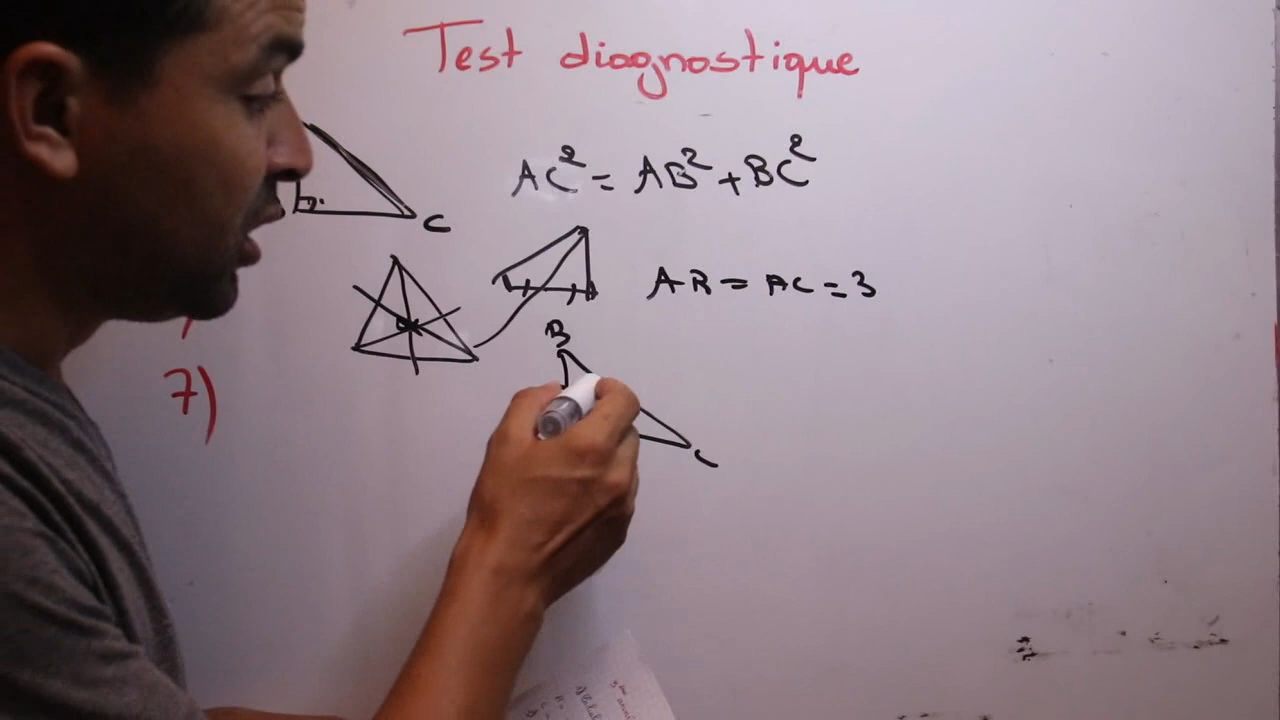 Test diagnostique
AC² = AB² + BC²
C
AB = AC = 3
B
7)
C